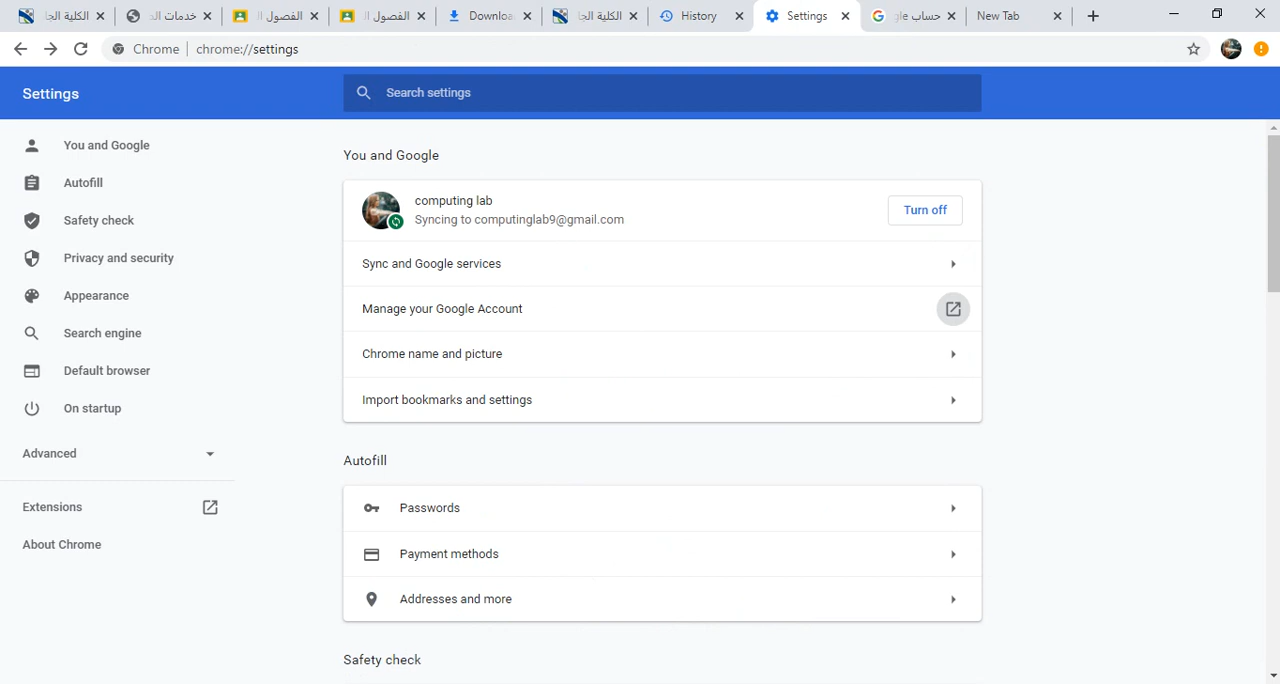 الكلية الجا
خدمات الط
الفصول ال
الفصول ال
Downloa
الكلية الجا
History
Settings
حساب gle
New Tab
Chrome
chrome://settings
Settings
Search settings
You and Google
Autofill
Safety check
Privacy and security
Appearance
Search engine
Default browser
On startup
Advanced
Extensions
About Chrome
You and Google
computing lab
Syncing to computinglab9@gmail.com
Turn off
Sync and Google services
Manage your Google Account
Chrome name and picture
Import bookmarks and settings
Autofill
Passwords
Payment methods
Addresses and more
Safety check